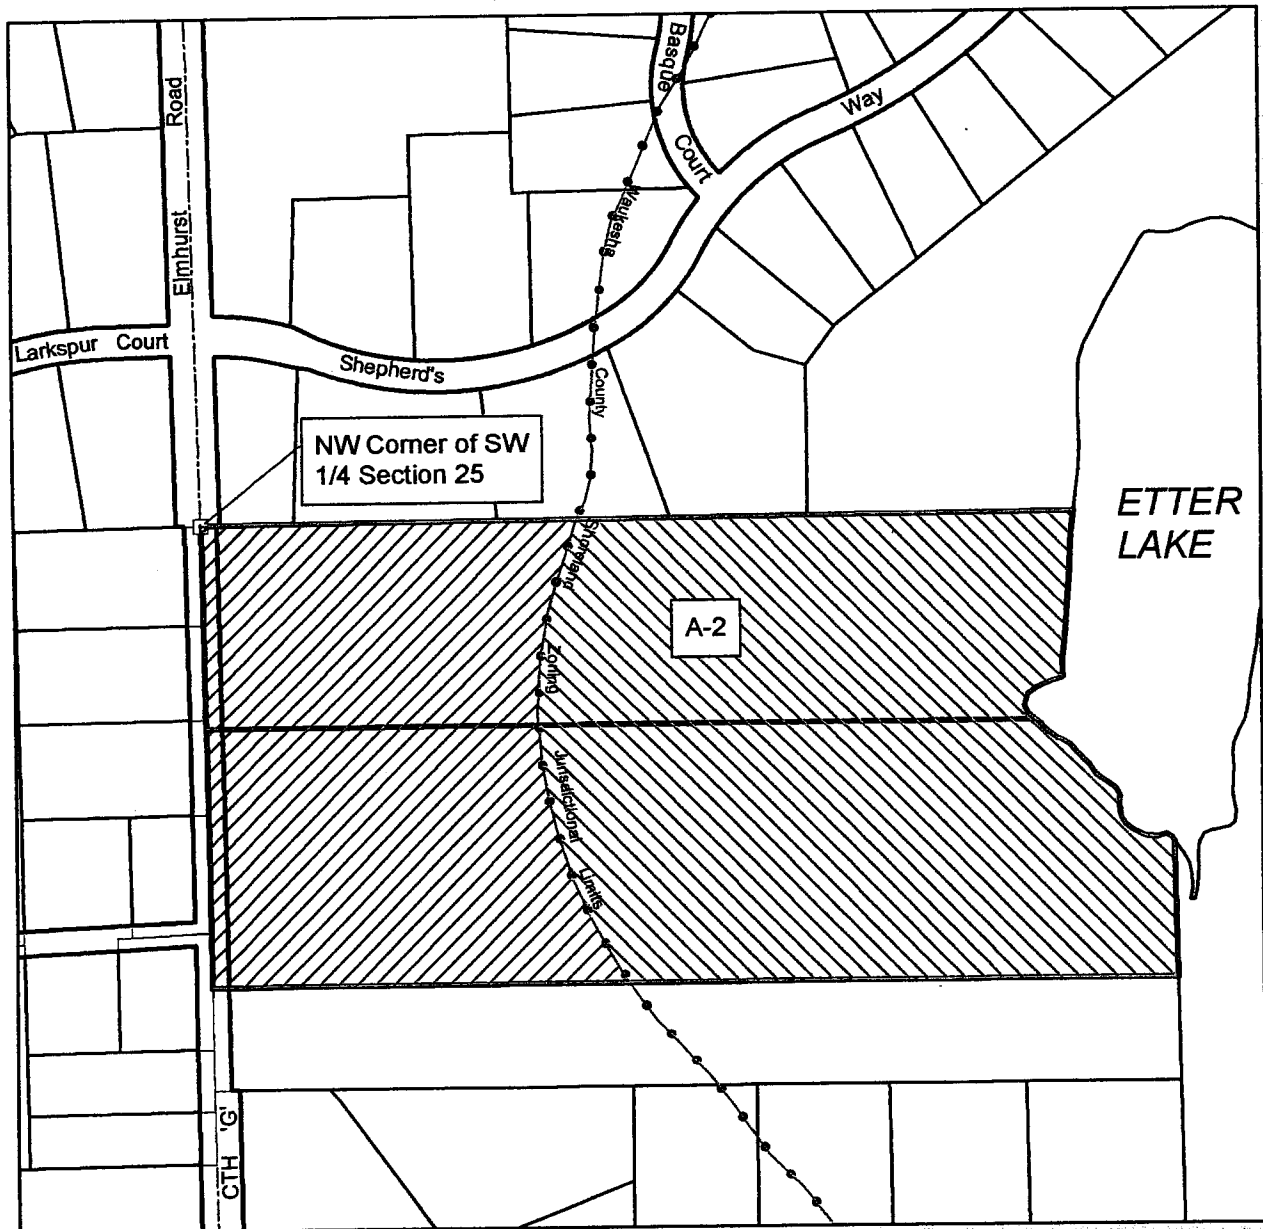 Basque
Court
Way
Elmhurst Road
Waukesha
Larkspur Court
Shepherd's
County
NW Corner of SW
1/4 Section 25
ETTER
LAKE
Shoreland
A-2
Zoning
Jurisdictional
Limits
CTH 'G'